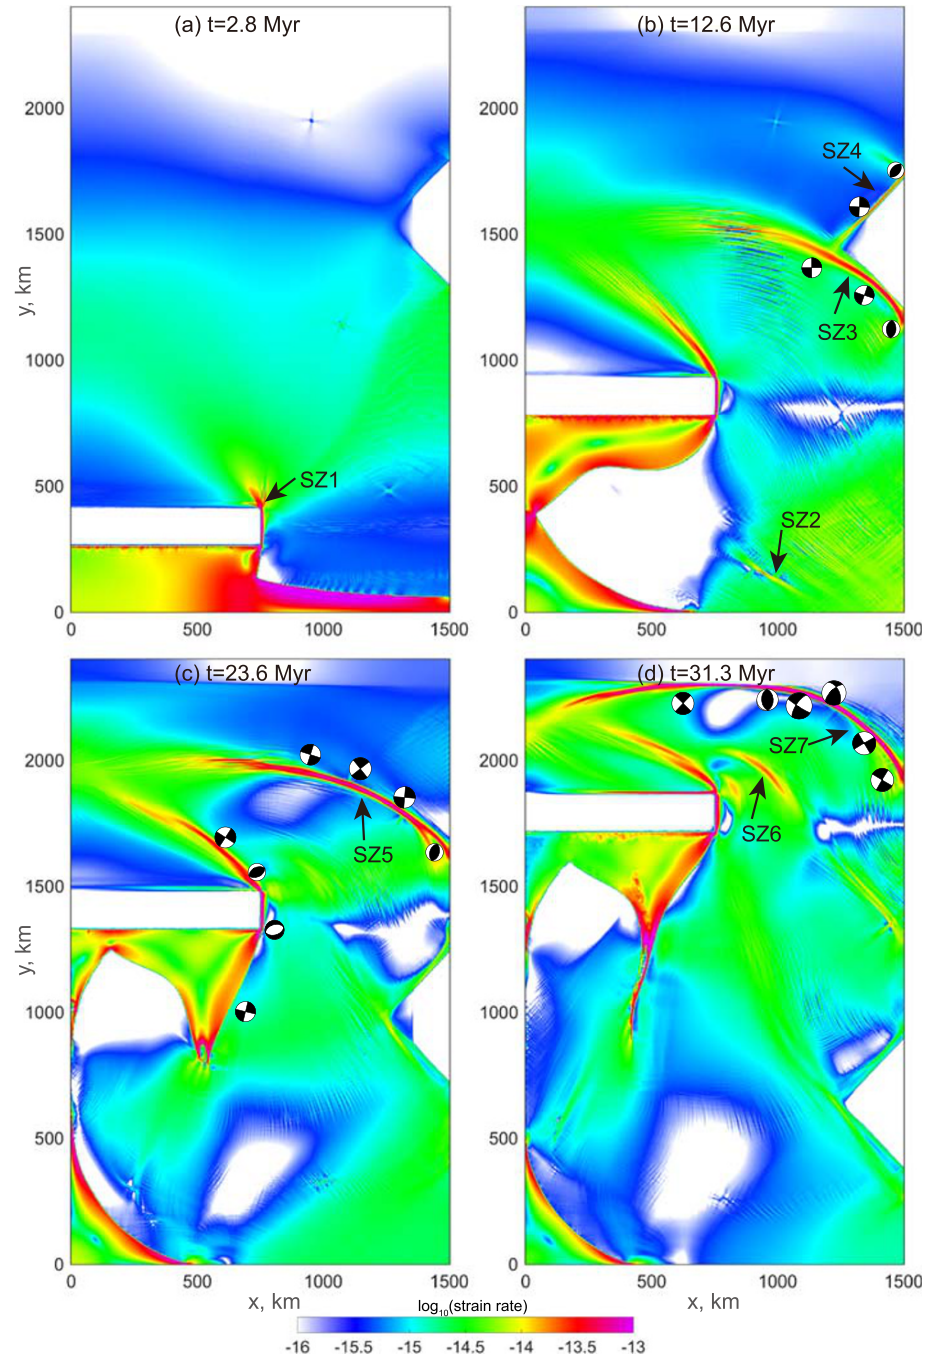 (a) t=2.8 Myr
(b) t=12.6 Myr
2000
1500
1000
500
0
y, km
SZ1
0 500 1000 1500
2000
1500
1000
500
0
SZ4
SZ3
SZ2
0 500 1000 1500
(c) t=23.6 Myr
(d) t=31.3 Myr
2000
1500
1000
500
0
y, km
SZ5
0 500 1000 1500
x, km
2000
1500
1000
500
0
SZ7
SZ6
0 500 1000 1500
x, km
log10(strain rate)
-16 -15.5 -15 -14.5 -14 -13.5 -13